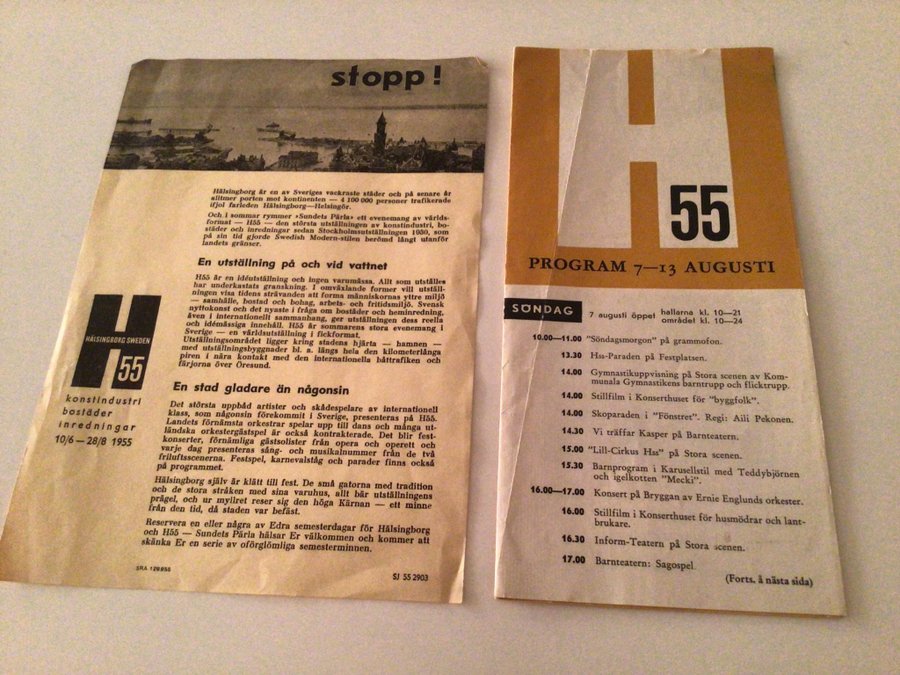 stopp!
Hälsingborg är en av Sveriges vackraste städer och på senare år
alltmer porten mot kontinenten — 4 100 000 personer trafikerade
ifjol farleden Hälsingborg—Helsingör.
Och i sommar rymmer »Sundets Pärla» ett evenemang av världs-
format — H55 — den största utställningen av konstindustri, bo-
städer och inredningar sedan Stockholmsutställningen 1930, som
på sin tid gjorde Swedish Modern-stilen berömd långt utanför
landets gränser.
En utställning på och vid vattnet
H55 är en idéutställning och ingen varumässa. Allt som utställes
har underkastats granskning. I omväxlande former vill utställ-
ningen visa tidens strävanden att forma människornas yttre miljö
— samhälle, bostad och bohag, arbets- och fritidsmiljö. Svensk
nyttokonst och det nyaste i fråga om bostäder och heminredning,
även i internationellt sammanhang, ger utställningen dess reella
och idémässiga innehåll. H55 är sommarens stora evenemang i
Sverige — en världsutställning i fickformat.
Utställningsområdet ligger kring stadens hjärta — hamnen —
med utställningsbyggnader bl. a. längs hela den kilometerlånga
piren i nära kontakt med den internationella båttrafiken och
färjorna över Öresund.
En stad gladare än någonsin
Det största uppbåd artister och skådespelare av internationell
klass, som någonsin förekommit i Sverige, presenteras på H55.
Landets förnämsta orkestrar spelar upp till dans och många ut-
ländska orkestergästspel är också kontrakterade. Det blir fest-
konserter, förnämliga gästsolister från opera och operett och
varje dag presenteras sång- och musikalnummer från de två
friluftsscenerna. Festspel, karnevalståg och parader finns också
på programmet.
Hälsingborg själv är klätt till fest. De små gatorna med tradition
och de stora stråken med sina varuhus, allt bär utställningens
prägel, och ur myllret reser sig den höga Kärnan — ett minne
från den tid, då staden var befäst.
Reservera en eller några av Edra semesterdagar för Hälsingborg
och H55 — Sundets Pärla hälsar Er välkommen och kommer att
skänka Er en serie av oförglömliga semesterminnen.
H
HÄLSINGBORG SWEDEN
55
konstindustri
bostäder
inredningar
10/6 – 28/8 1955
SRA 129955
SJ 55 2903
H
55
PROGRAM 7—13 AUGUSTI
SÖNDAG 7 augusti öppet hallarna kl. 10—21
området kl. 10—24
10.00—11.00 "Söndagsmorgon" på grammofon.
13.30 H55-Paraden på Festplatsen.
14.00 Gymnastikuppvisning på Stora scenen av Kom-
munala Gymnastikens barntrupp och flicktrupp.
14.00 Stillfilm i Konserthuset för "byggfolk".
14.00 Skoparaden i "Fönstret". Regi: Aili Pekonen.
14.30 Vi träffar Kasper på Barnteatern.
15.00 "Lill-Cirkus H55" på Stora scenen.
15.30 Barnprogram i Karusellstil med Teddybjörnen
och igelkotten "Mecki".
16.00—17.00 Konsert på Bryggan av Ernie Englunds orkester.
16.00 Stillfilm i Konserthuset för husmödrar och lant-
brukare.
16.30 Inform-Teatern på Stora scenen.
17.00 Barnteatern: Sagospel.
(Forts. å nästa sida)